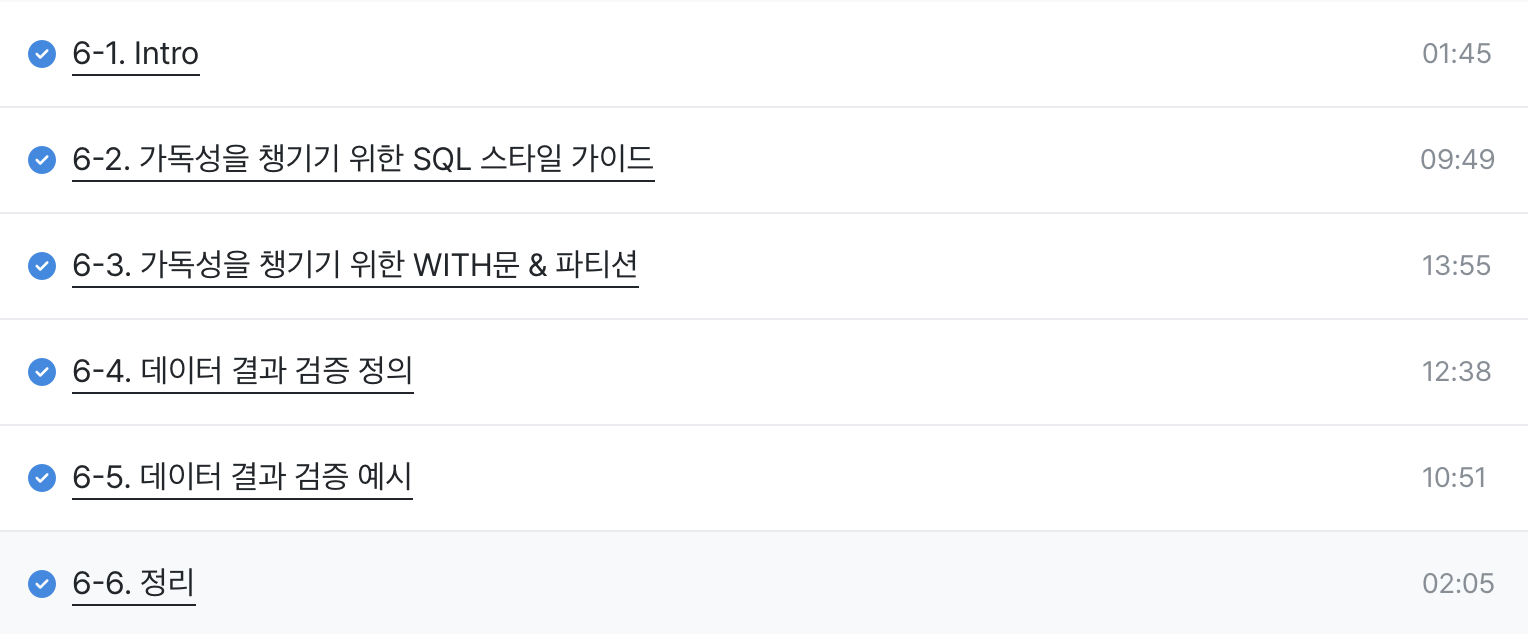 6-1. Intro 01:45
6-2. 가독성을 챙기기 위한 SQL 스타일 가이드 09:49
6-3. 가독성을 챙기기 위한 WITH문 & 파티션 13:55
6-4. 데이터 결과 검증 정의 12:38
6-5. 데이터 결과 검증 예시 10:51
6-6. 정리 02:05